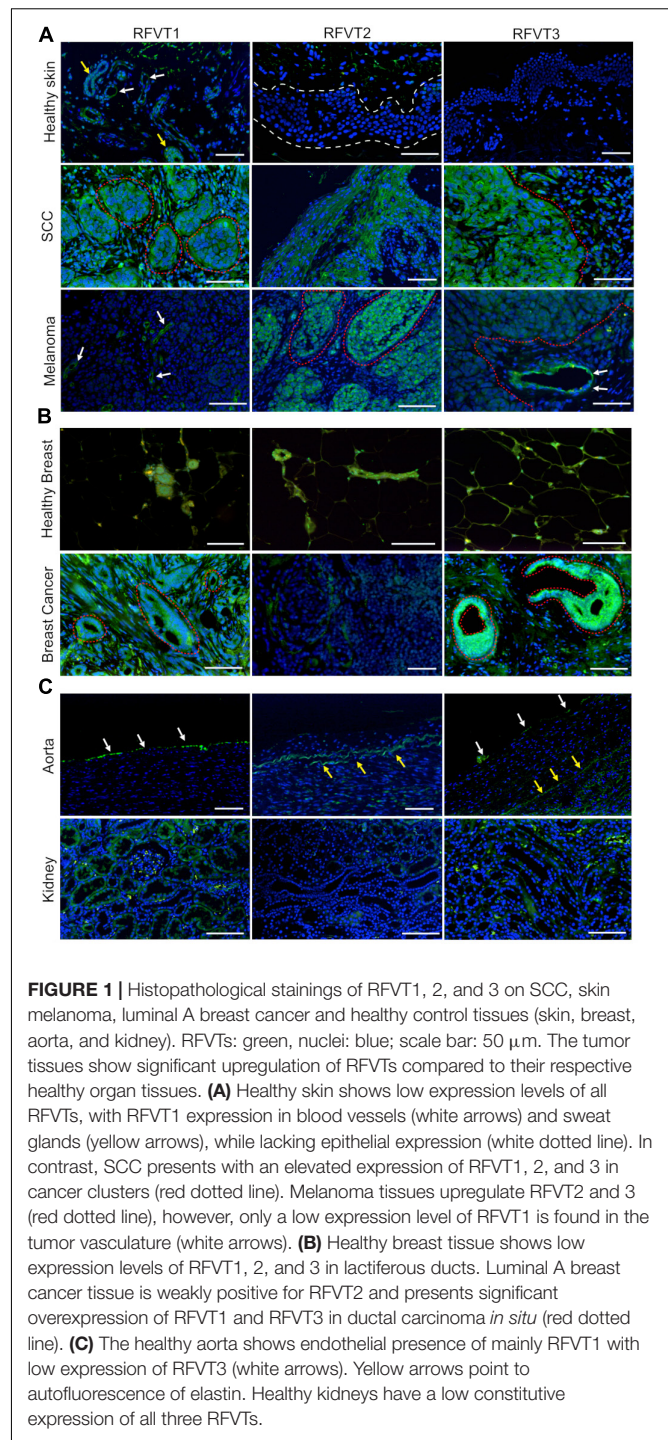 A
RFVT1 RFVT2 RFVT3
Healthy skin
SCC
Melanoma
B
Healthy Breast
Breast Cancer
C
Aorta
Kidney
FIGURE 1 | Histopathological stainings of RFVT1, 2, and 3 on SCC, skin
melanoma, luminal A breast cancer and healthy control tissues (skin, breast,
aorta, and kidney). RFVTs: green, nuclei: blue; scale bar: 50 μm. The tumor
tissues show significant upregulation of RFVTs compared to their respective
healthy organ tissues. (A) Healthy skin shows low expression levels of all
RFVTs, with RFVT1 expression in blood vessels (white arrows) and sweat
glands (yellow arrows), while lacking epithelial expression (white dotted line). In
contrast, SCC presents with an elevated expression of RFVT1, 2, and 3 in
cancer clusters (red dotted line). Melanoma tissues upregulate RFVT2 and 3
(red dotted line), however, only a low expression level of RFVT1 is found in the
tumor vasculature (white arrows). (B) Healthy breast tissue shows low
expression levels of RFVT1, 2, and 3 in lactiferous ducts. Luminal A breast
cancer tissue is weakly positive for RFVT2 and presents significant
overexpression of RFVT1 and RFVT3 in ductal carcinoma in situ (red dotted
line). (C) The healthy aorta shows endothelial presence of mainly RFVT1 with
low expression of RFVT3 (white arrows). Yellow arrows point to
autofluorescence of elastin. Healthy kidneys have a low constitutive
expression of all three RFVTs.